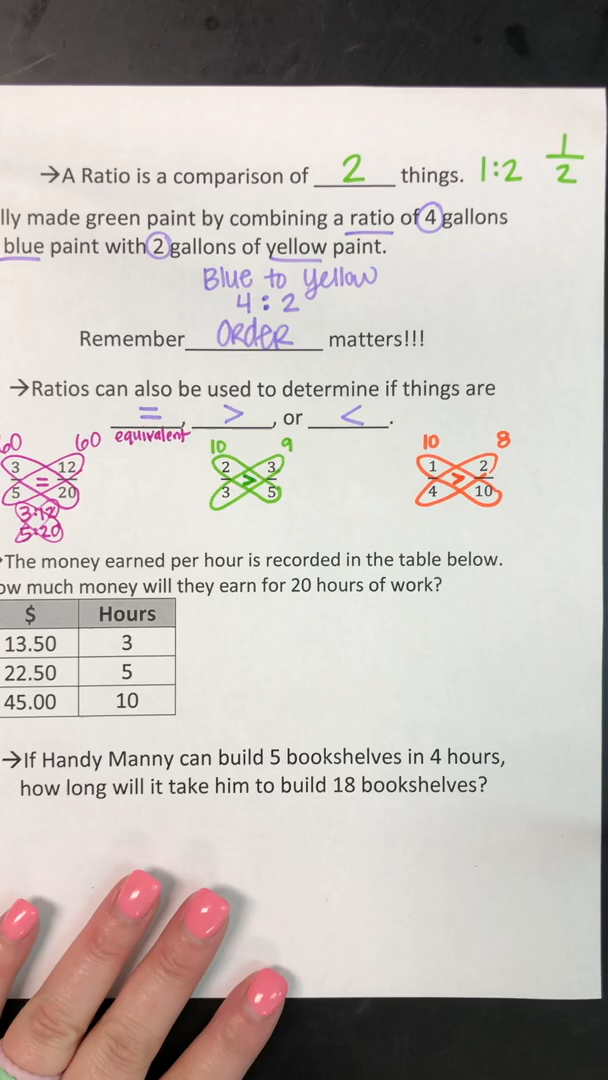 →A Ratio is a comparison of 2 things. 1:2 1/2
lly made green paint by combining a ratio of 4 gallons
blue paint with 2 gallons of yellow paint.
Blue to Yellow
4:2
Remember order matters!!!
→Ratios can also be used to determine if things are
=, >, or <.
equivalent
60 60 10 9 10 8
3/5 = 12/20 2/3 > 3/5 1/4 > 2/10
3:12
5:20
The money earned per hour is recorded in the table below.
ow much money will they earn for 20 hours of work?
$ Hours
13.50 3
22.50 5
45.00 10
→If Handy Manny can build 5 bookshelves in 4 hours,
how long will it take him to build 18 bookshelves?